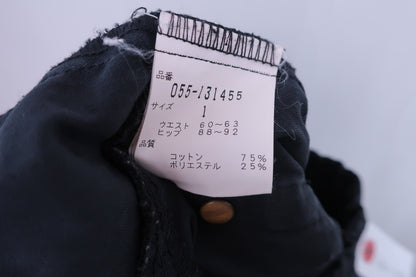 品番
055-131455
サイズ
1
ウエスト 60～63
ヒップ 88～92
品質
コットン 75%
ポリエステル 25%